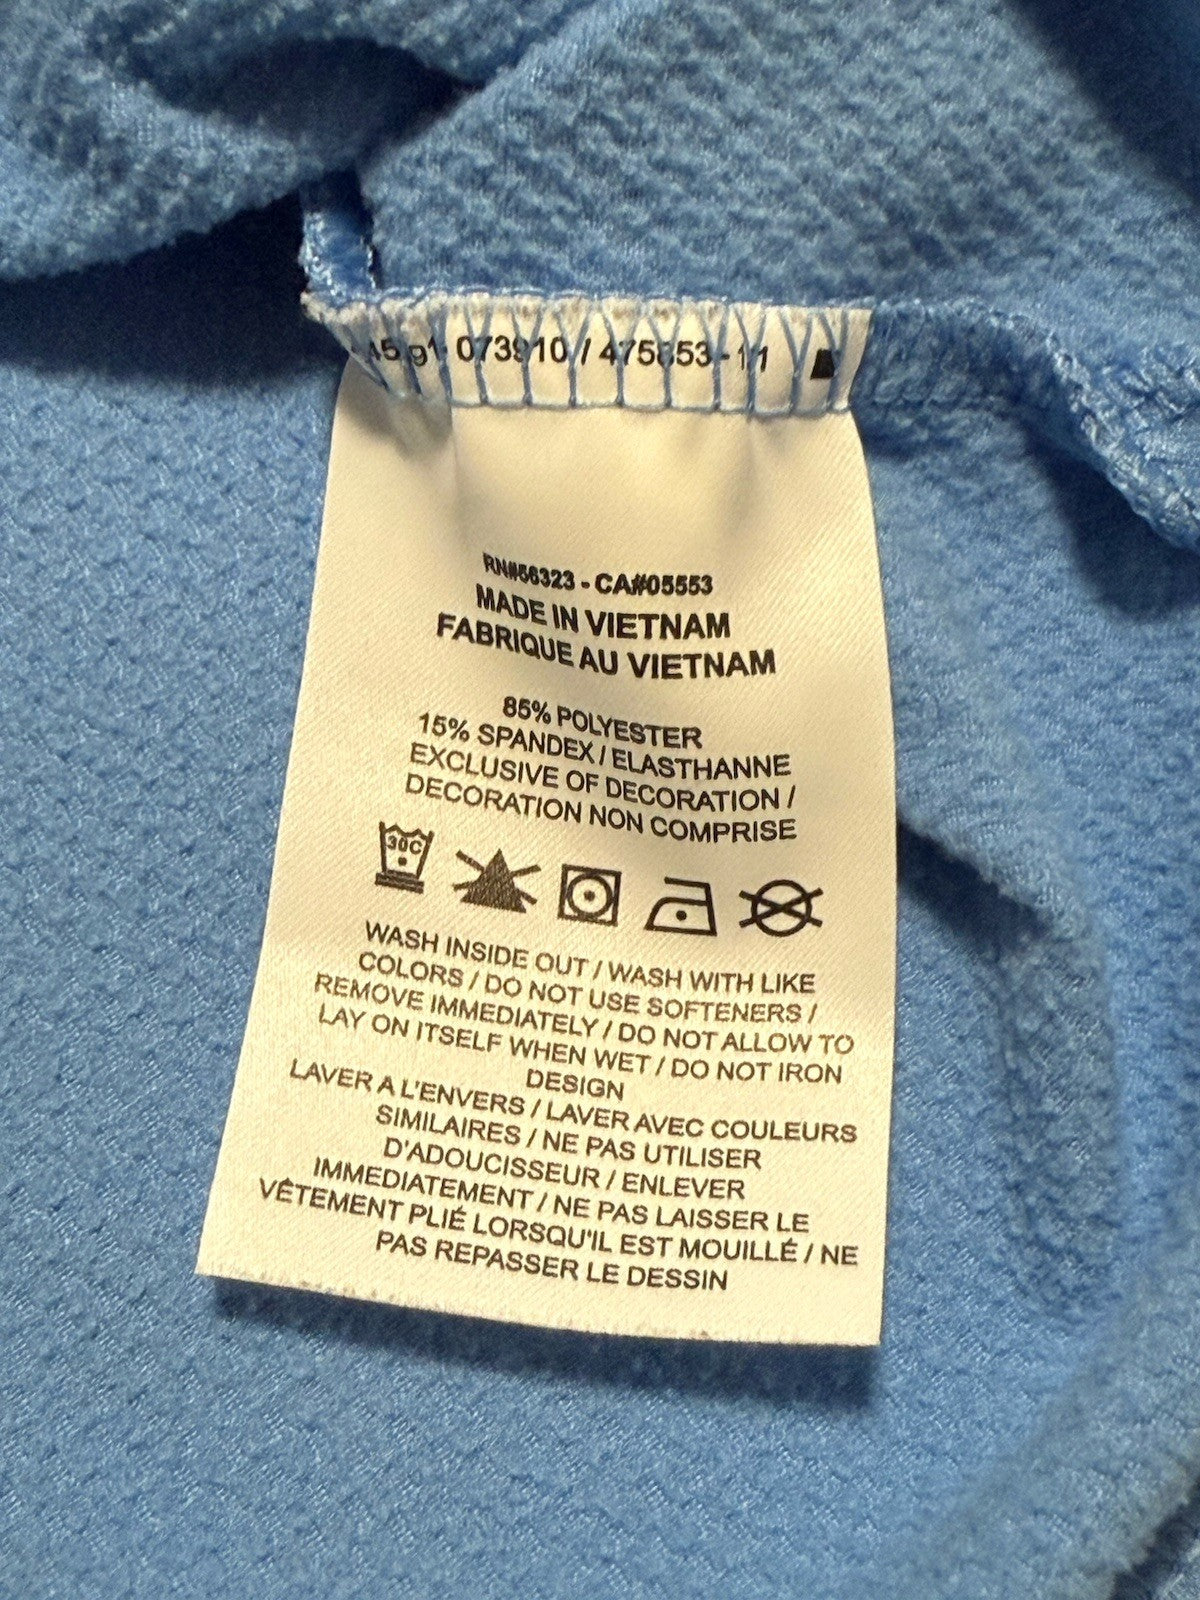 073910 / 475853 - 11
RN#56323 - CA#05553
MADE IN VIETNAM
FABRIQUE AU VIETNAM
85% POLYESTER
15% SPANDEX / ELASTHANNE
EXCLUSIVE OF DECORATION /
DECORATION NON COMPRISE
30C
WASH INSIDE OUT / WASH WITH LIKE
COLORS / DO NOT USE SOFTENERS /
REMOVE IMMEDIATELY / DO NOT ALLOW TO
LAY ON ITSELF WHEN WET / DO NOT IRON
DESIGN
LAVER A L'ENVERS / LAVER AVEC COULEURS
SIMILAIRES / NE PAS UTILISER
D'ADOUCISSEUR / ENLEVER
IMMEDIATEMENT / NE PAS LAISSER LE
VÊTEMENT PLIÉ LORSQU'IL EST MOUILLÉ / NE
PAS REPASSER LE DESSIN